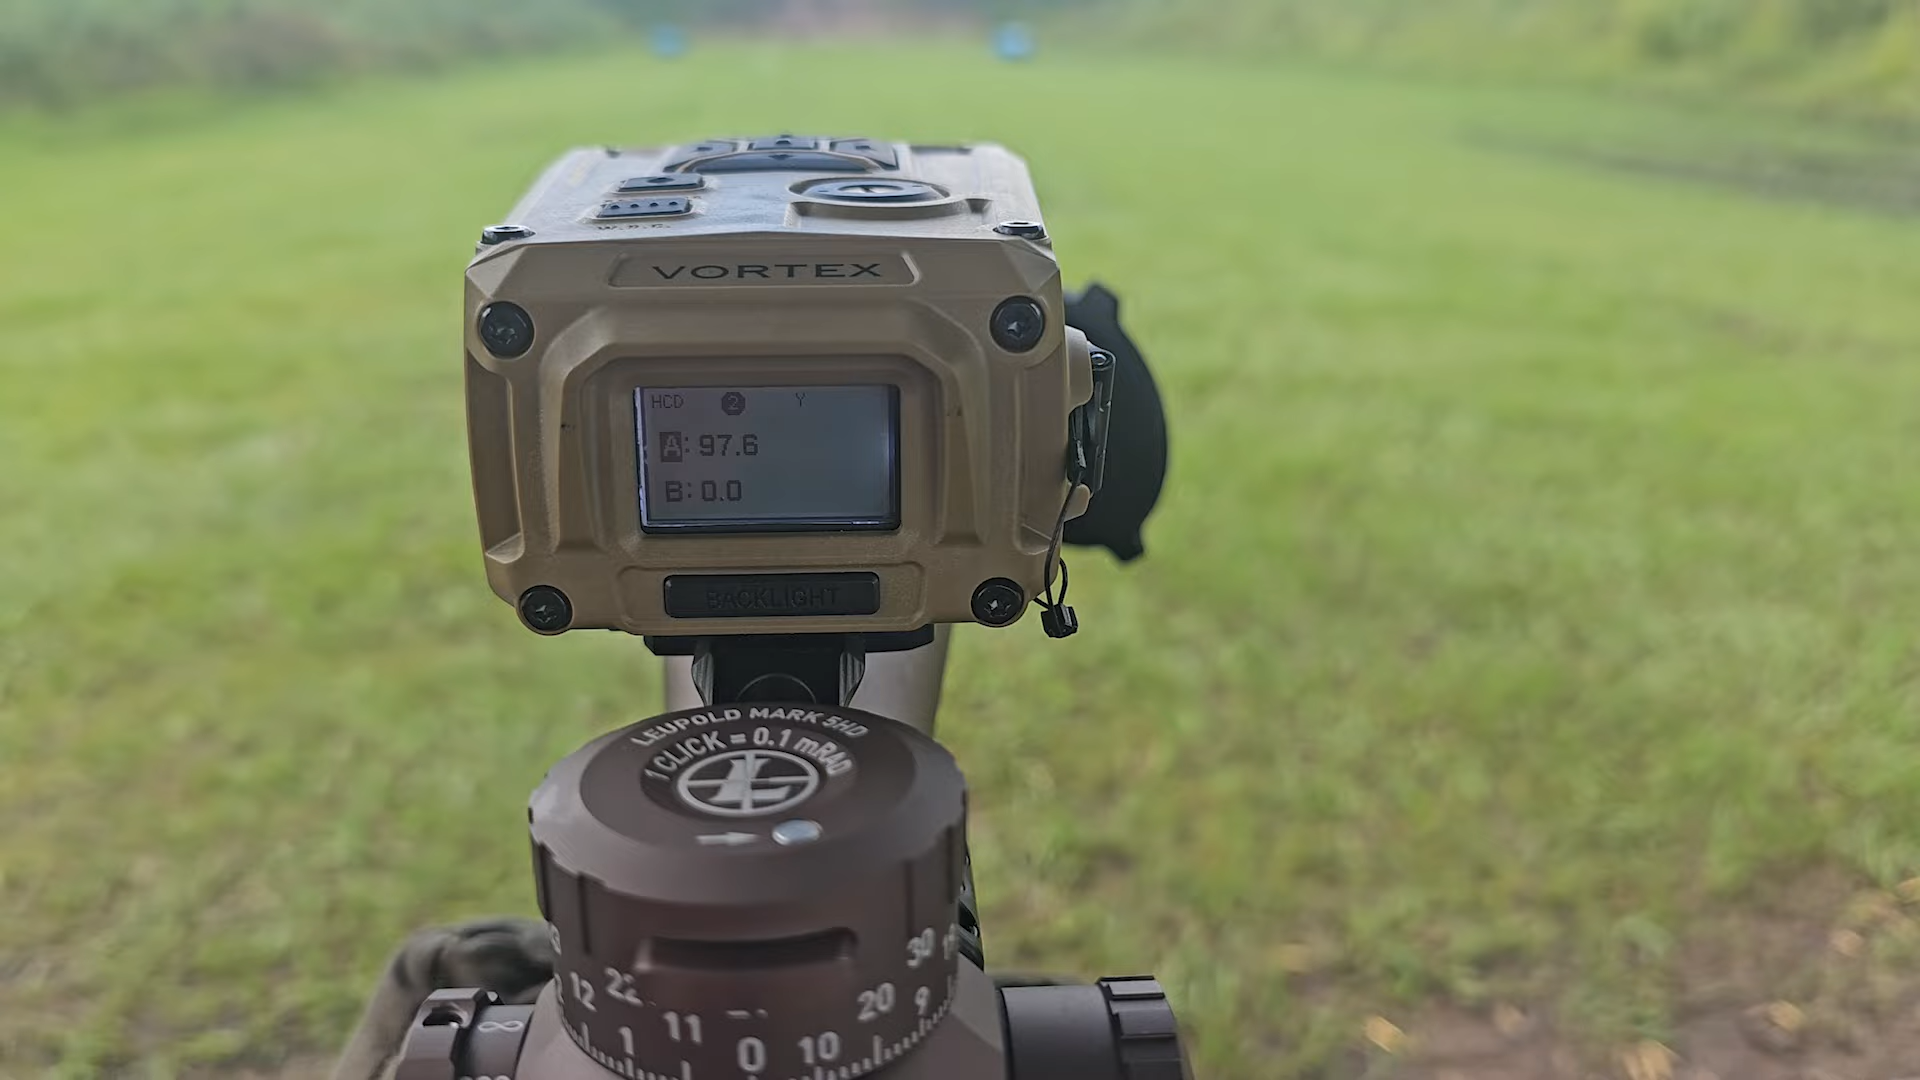 W.B.C.
VORTEX
HCD 2 Y
A: 97.6
B: 0.0
BACKLIGHT
LEUPOLD MARK 5HD
1 CLICK = 0.1 mRAD
30
12 22 20 9
1 11 0 10
∞